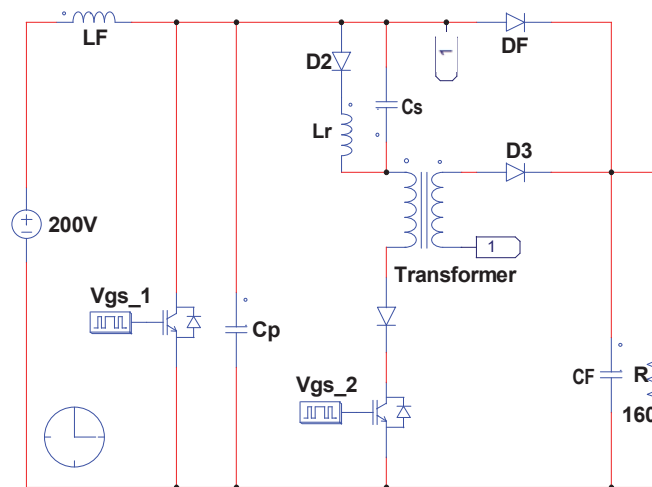 LF
1
DF
D2
Cs
Lr
D3
200V
1
Transformer
Vgs_1
Cp
Vgs_2
CF
R
160